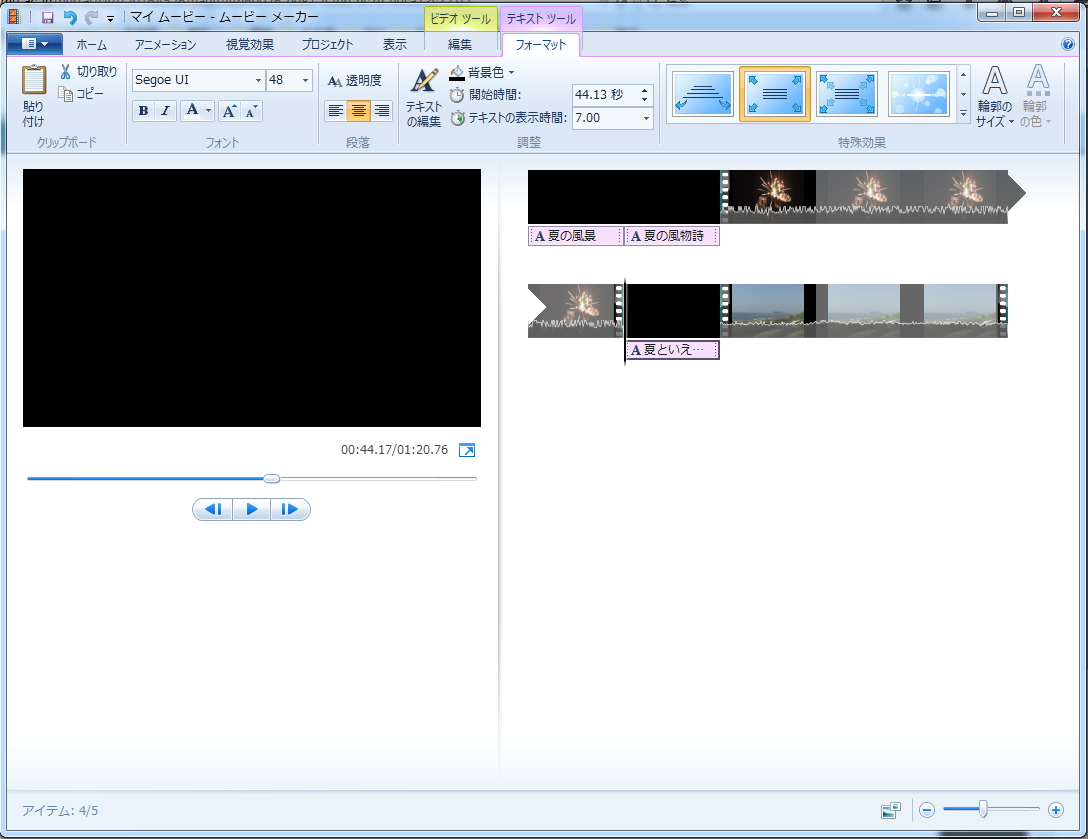 マイ ムービー - ムービー メーカー
ビデオ ツール
テキスト ツール
ホーム
アニメーション
視覚効果
プロジェクト
表示
編集
フォーマット
貼り
付け
切り取り
コピー
クリップボード
Segoe UI
48
B
I
A
A
A
フォント
透明度
段落
テキスト
の編集
背景色
開始時間:
44.13 秒
テキストの表示時間:
7.00
調整
特殊効果
輪郭の
サイズ
輪郭
の色
A 夏の風景
A 夏の風物詩
A 夏といえ…
00:44.17/01:20.76
アイテム: 4/5